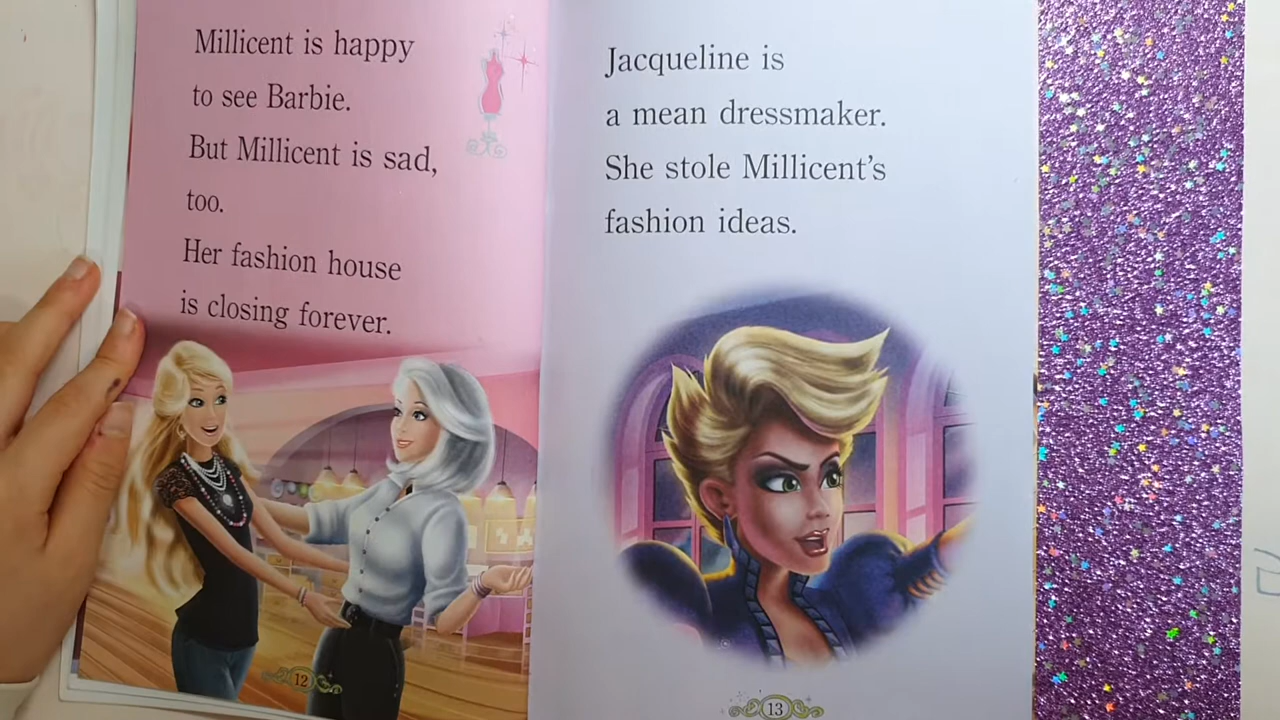 Millicent is happy
to see Barbie.
But Millicent is sad,
too.
Her fashion house
is closing forever.
12
Jacqueline is
a mean dressmaker.
She stole Millicent's
fashion ideas.
13